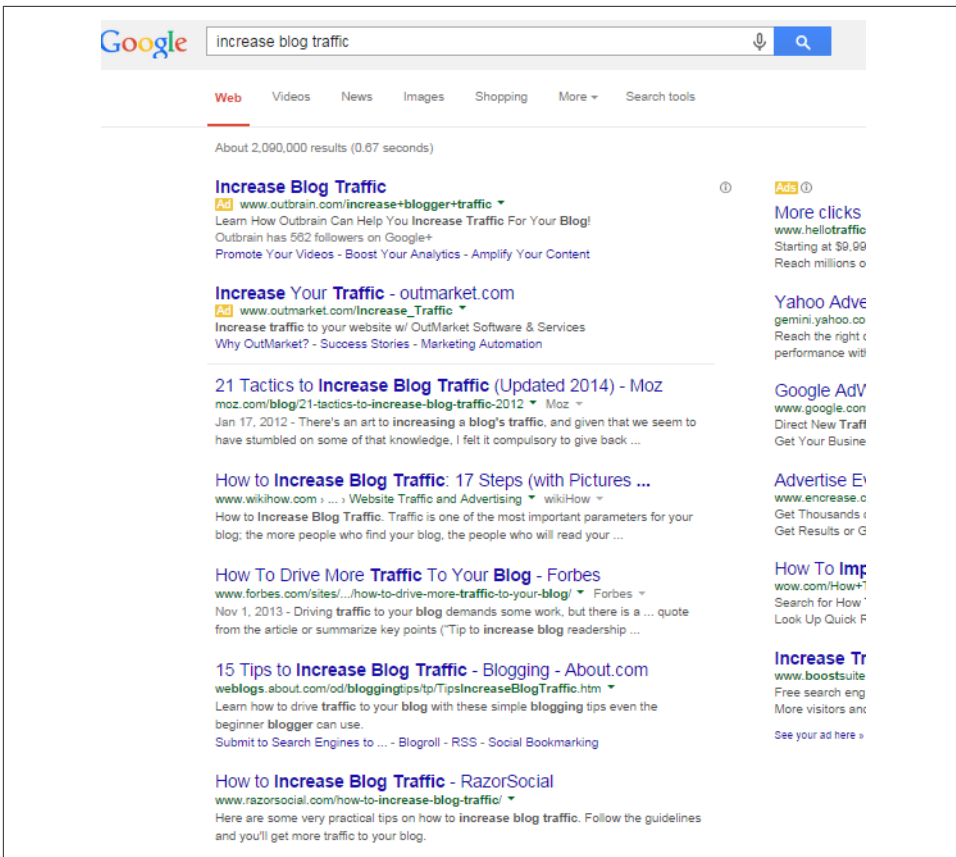 Google
increase blog traffic
Web Videos News Images Shopping More Search tools
About 2,090,000 results (0.67 seconds)
Increase Blog Traffic
Ad www.outbrain.com/increase+blogger+traffic
Learn How Outbrain Can Help You Increase Traffic For Your Blog!
Outbrain has 562 followers on Google+
Promote Your Videos - Boost Your Analytics - Amplify Your Content
Increase Your Traffic - outmarket.com
Ad www.outmarket.com/Increase_Traffic
Increase traffic to your website w/ OutMarket Software & Services
Why OutMarket? - Success Stories - Marketing Automation
21 Tactics to Increase Blog Traffic (Updated 2014) - Moz
moz.com/blog/21-tactics-to-increase-blog-traffic-2012 Moz
Jan 17, 2012 - There's an art to increasing a blog's traffic, and given that we seem to
have stumbled on some of that knowledge, I felt it compulsory to give back ...
How to Increase Blog Traffic: 17 Steps (with Pictures ...
www.wikihow.com › ... › Website Traffic and Advertising wikiHow
How to Increase Blog Traffic. Traffic is one of the most important parameters for your
blog; the more people who find your blog, the people who will read your ...
How To Drive More Traffic To Your Blog - Forbes
www.forbes.com/sites/.../how-to-drive-more-traffic-to-your-blog/ Forbes
Nov 1, 2013 - Driving traffic to your blog demands some work, but there is a ... quote
from the article or summarize key points ("Tip to increase blog readership ...
15 Tips to Increase Blog Traffic - Blogging - About.com
weblogs.about.com/od/bloggingtips/tp/TipsIncreaseBlogTraffic.htm
Learn how to drive traffic to your blog with these simple blogging tips even the
beginner blogger can use.
Submit to Search Engines to ... - Blogroll - RSS - Social Bookmarking
How to Increase Blog Traffic - RazorSocial
www.razorsocial.com/how-to-increase-blog-traffic/
Here are some very practical tips on how to increase blog traffic. Follow the guidelines
and you'll get more traffic to your blog.
Ads
More clicks
www.hellotraffic
Starting at $9.99
Reach millions o
Yahoo Adve
gemini.yahoo.co
Reach the right
performance with
Google AdW
www.google.com
Direct New Traff
Get Your Busine
Advertise Ev
www.encrease.c
Get Thousands
Get Results or G
How To Imp
wow.com/How+T
Search for How
Look Up Quick R
Increase Tr
www.boostsuite
Free search eng
More visitors and
See your ad here »